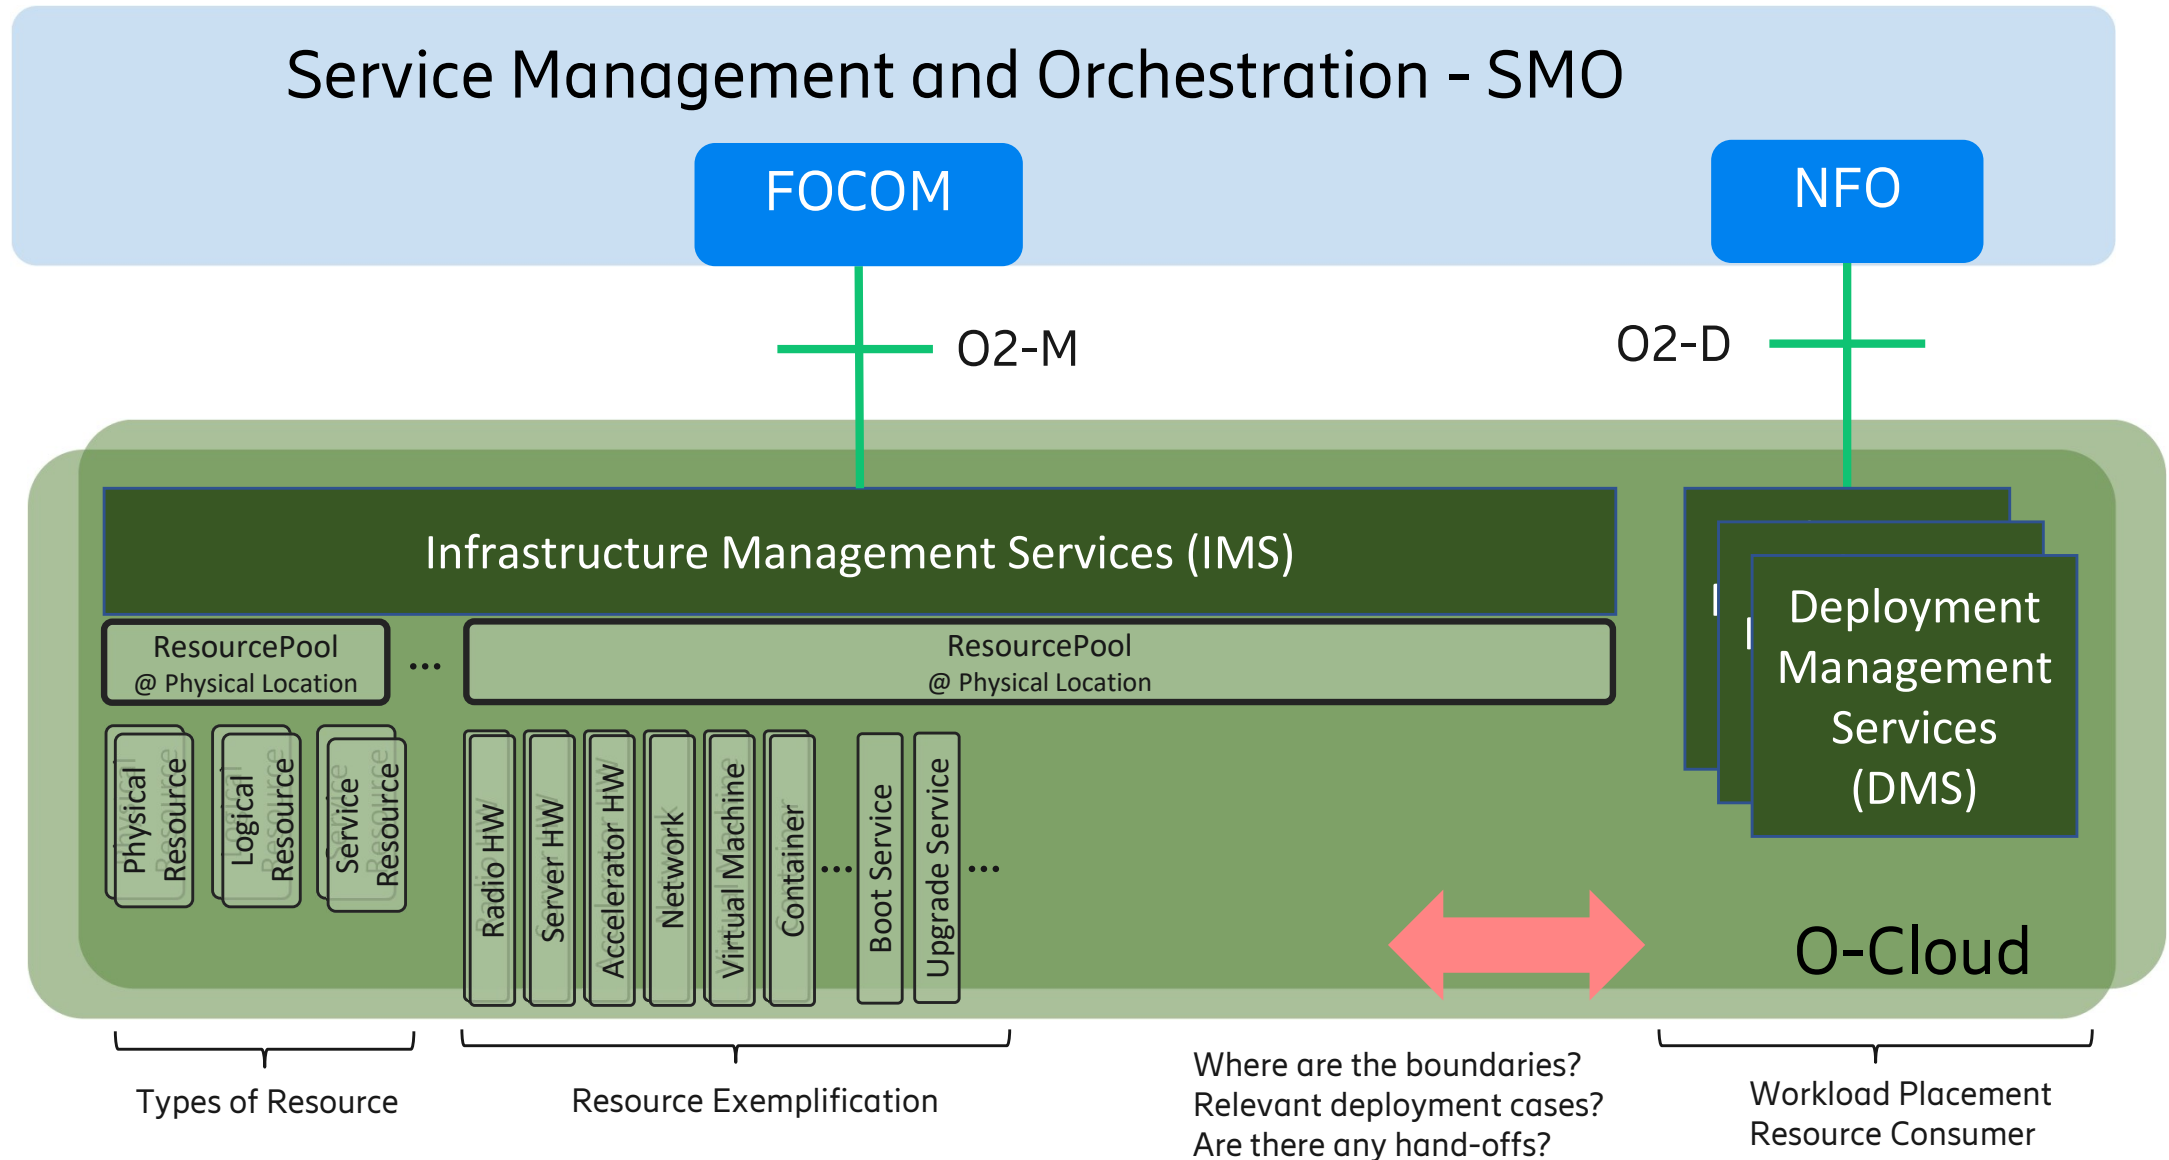 Service Management and Orchestration - SMO
FOCOM
NFO
O2-M
O2-D
Infrastructure Management Services (IMS)
Deployment
Management
Services
(DMS)
ResourcePool
@ Physical Location
...
ResourcePool
@ Physical Location
Physical
Resource
Logical
Resource
Service
Resource
Radio HW
Server HW
Accelerator HW
Network
Virtual Machine
Container
...
Boot Service
Upgrade Service
...
O-Cloud
Types of Resource
Resource Exemplification
Where are the boundaries?
Relevant deployment cases?
Are there any hand-offs?
Workload Placement
Resource Consumer